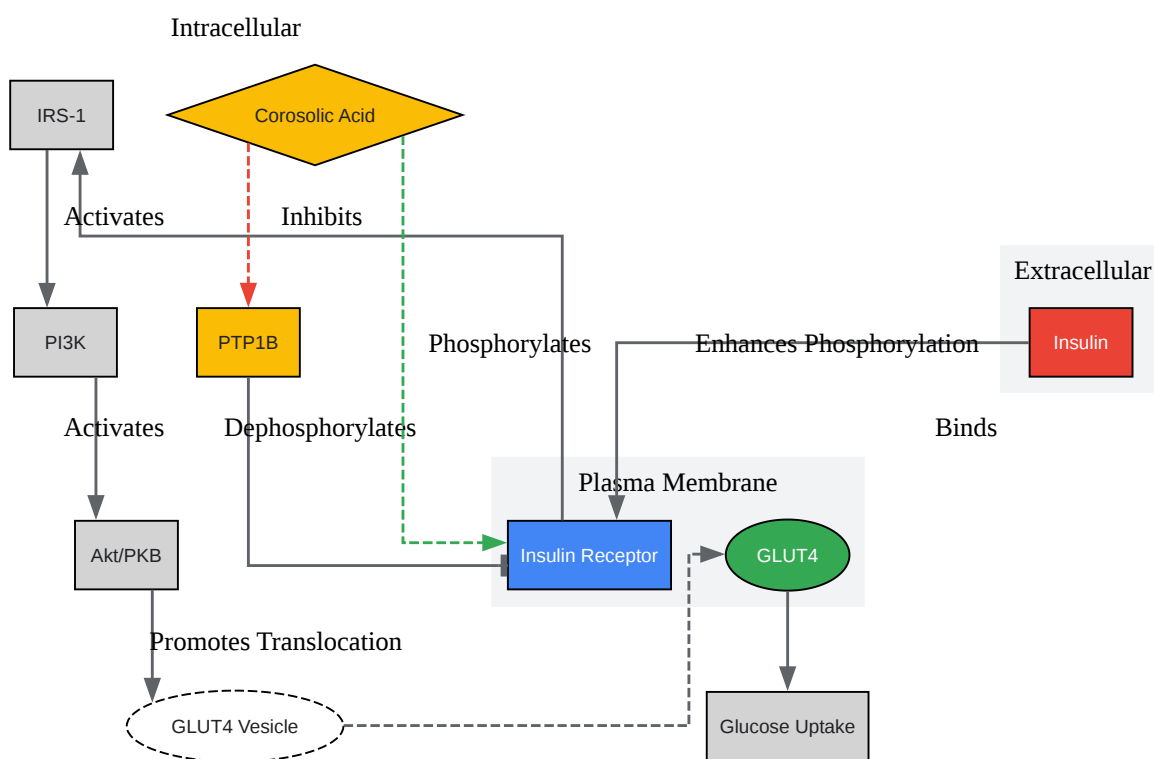 Intracellular
IRS-1
Corosolic Acid
Activates
Inhibits
Extracellular
PI3K
PTP1B
Phosphorylates
Enhances Phosphorylation
Insulin
Activates
Dephosphorylates
Binds
Plasma Membrane
Akt/PKB
Insulin Receptor
GLUT4
Promotes Translocation
GLUT4 Vesicle
Glucose Uptake